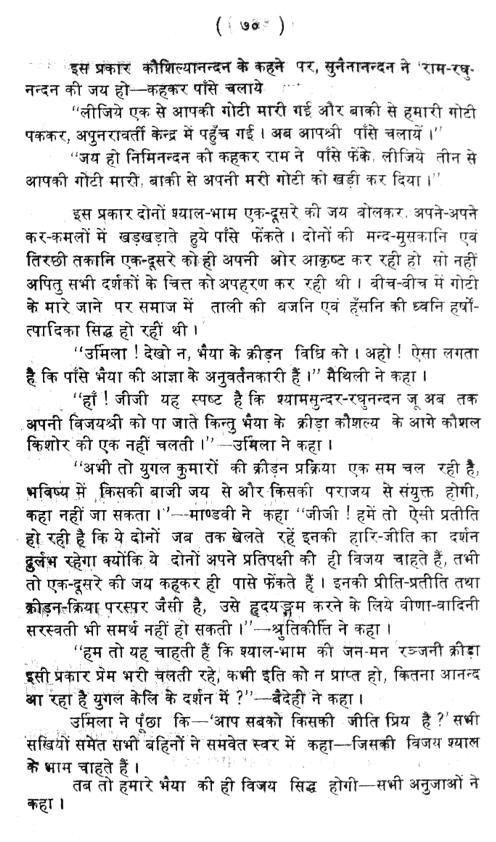 ( ७० )
इस प्रकार कौशिल्यानन्दन के कहने पर, सुनैनानन्दन ने 'राम-रघु-
नन्दन की जय हो—कहकर पाँसे चलाये
"लीजिये एक से आपकी गोटी मारी गई और बाकी से हमारी गोटी
पककर, अपुनरावर्ती केन्द्र में पहुँच गई । अब आपश्री पाँसे चलायें ।"
"जय हो निमिनन्दन की कहकर राम ने पाँसे फेंके, लीजिये तीन से
आपकी गोटी मारी, बाकी से अपनी मरी गोटी को खड़ी कर दिया ।"
इस प्रकार दोनों श्याल-भाम एक-दूसरे की जय बोलकर, अपने-अपने
कर-कमलों में खड़खड़ाते हुये पाँसे फेंकते । दोनों की मन्द-मुसकानि एवं
तिरछी तकानि एक-दूसरे को ही अपनी ओर आकृष्ट कर रही हो सो नहीं
अपितु सभी दर्शकों के चित्त को अपहरण कर रही थी । बीच-बीच में गोटी
के मारे जाने पर समाज में ताली की बजनि एवं हँसनि की ध्वनि हर्षो-
त्पादिका सिद्ध हो रहीं थी ।
"उर्मिला ! देखो न, भैया के क्रीड़न विधि को । अहो ! ऐसा लगता
है कि पाँसे भैया की आज्ञा के अनुवर्तनकारी हैं ।" मैथिली ने कहा ।
"हाँ ! जीजी यह स्पष्ट है कि श्यामसुन्दर-रघुनन्दन जू अब तक
अपनी विजयश्री को पा जाते किन्तु भैया के क्रीड़ा कौशल्य के आगे कौशल
किशोर की एक नहीं चलती ।"—उर्मिला ने कहा ।
"अभी तो युगल कुमारों की क्रीड़न प्रक्रिया एक सम चल रही है,
भविष्य में किसकी बाजी जय से और किसकी पराजय से संयुक्त होगी,
कहा नहीं जा सकता ।"—माण्डवी ने कहा "जीजी ! हमें तो ऐसी प्रतीति
हो रही है कि ये दोनों जब तक खेलते रहें इनकी हारि-जीति का दर्शन
दुर्लभ रहेगा क्योंकि ये दोनों अपने प्रतिपक्षी की ही विजय चाहते हैं, तभी
तो एक-दूसरे की जय कहकर ही पासे फेंकते हैं । इनकी प्रीति-प्रतीति तथा
क्रीड़न-क्रिया परस्पर जैसी है, उसे हृदयङ्गम करने के लिये वीणा-वादिनी
सरस्वती भी समर्थ नहीं हो सकती ।"—श्रुतिकीर्ति ने कहा ।
"हम तो यह चाहती हैं कि श्याल-भाम की जन-मन रञ्जनी क्रीड़ा
इसी प्रकार प्रेम भरी चलती रहे, कभी इति को न प्राप्त हो, कितना आनन्द
आ रहा है युगल केलि के दर्शन में ?"—बैदेही ने कहा ।
उर्मिला ने पूंछा कि—'आप सबको किसकी जीति प्रिय है ?' सभी
सखियों समेत सभी बहिनों ने समवेत स्वर में कहा—जिसकी विजय श्याल
के भाम चाहते हैं ।
तब तो हमारे भैया की ही विजय सिद्ध होगी—सभी अनुजाओं ने
कहा ।